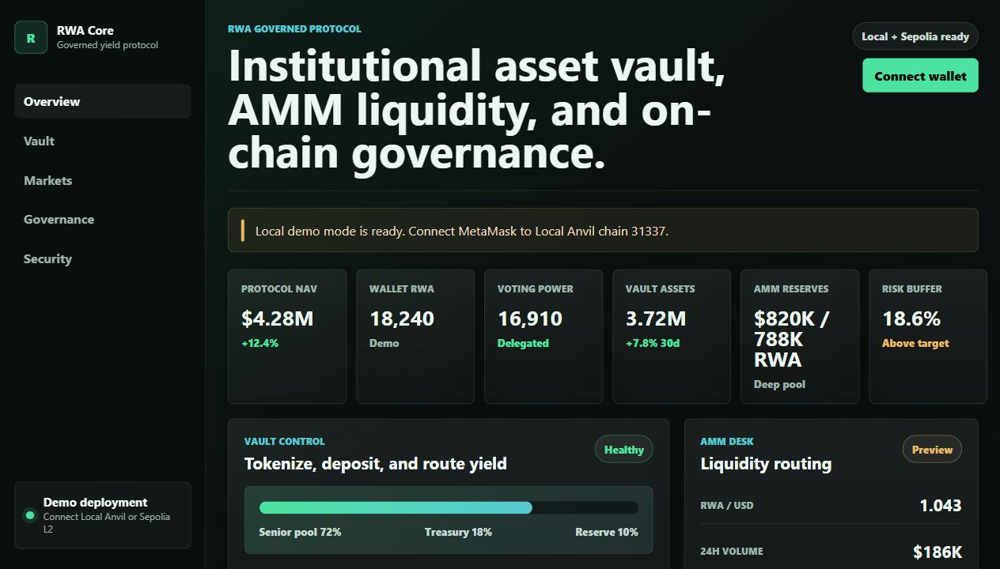 R
RWA Core
Governed yield protocol
Overview
Vault
Markets
Governance
Security
Demo deployment
Connect Local Anvil or Sepolia
L2
RWA GOVERNED PROTOCOL
Institutional asset vault,
AMM liquidity, and on-
chain governance.
Local + Sepolia ready
Connect wallet
Local demo mode is ready. Connect MetaMask to Local Anvil chain 31337.
PROTOCOL NAV
$4.28M
+12.4%
WALLET RWA
18,240
Demo
VOTING POWER
16,910
Delegated
VAULT ASSETS
3.72M
+7.8% 30d
AMM RESERVES
$820K /
788K
RWA
Deep pool
RISK BUFFER
18.6%
Above target
VAULT CONTROL
Tokenize, deposit, and route yield
Healthy
Senior pool 72%
Treasury 18%
Reserve 10%
AMM DESK
Liquidity routing
Preview
RWA / USD
1.043
24H VOLUME
$186K